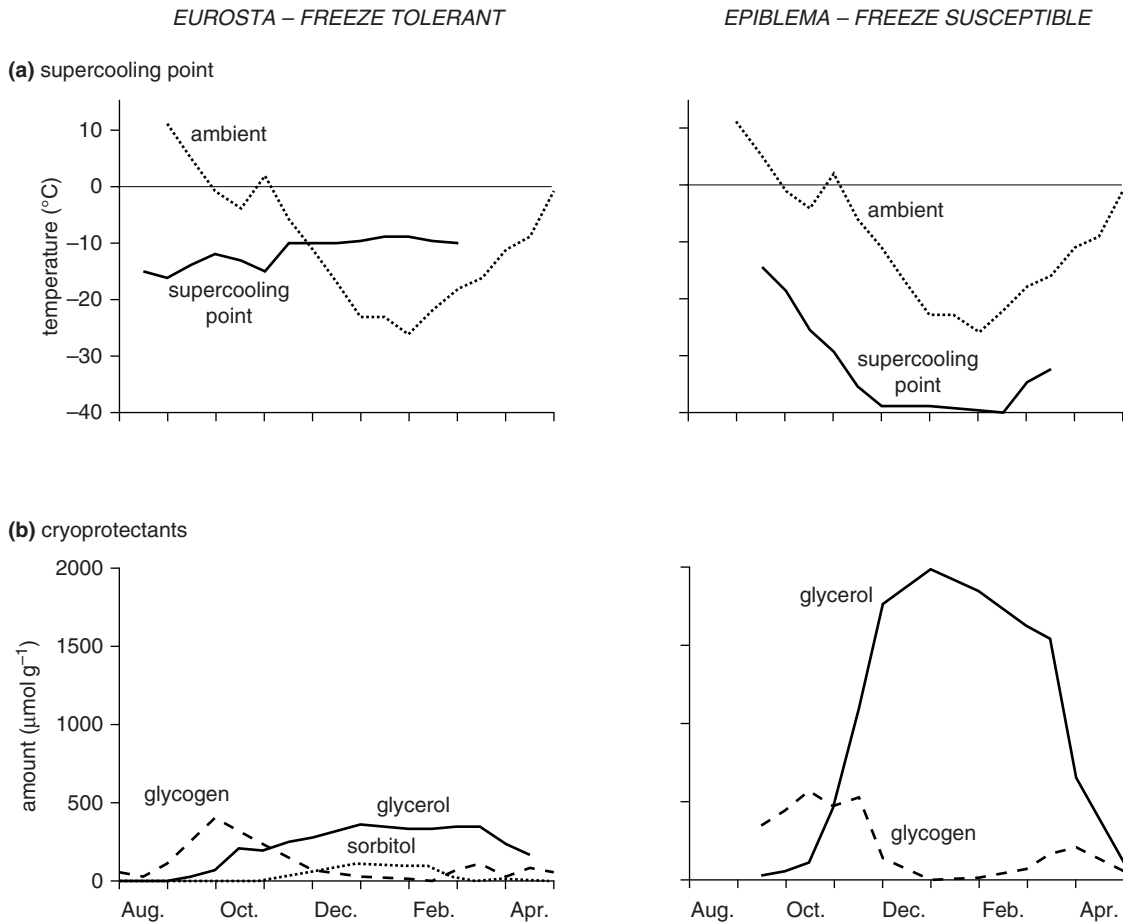 EUROSTA – FREEZE TOLERANT
EPIBLEMA – FREEZE SUSCEPTIBLE
(a) supercooling point
temperature (°C)
10
0
–10
–20
–30
–40
ambient
supercooling
point
ambient
supercooling
point
(b) cryoprotectants
amount (µmol g–1)
2000
1500
1000
500
0
glycogen
glycerol
sorbitol
Aug.
Oct.
Dec.
Feb.
Apr.
glycerol
glycogen
Aug.
Oct.
Dec.
Feb.
Apr.